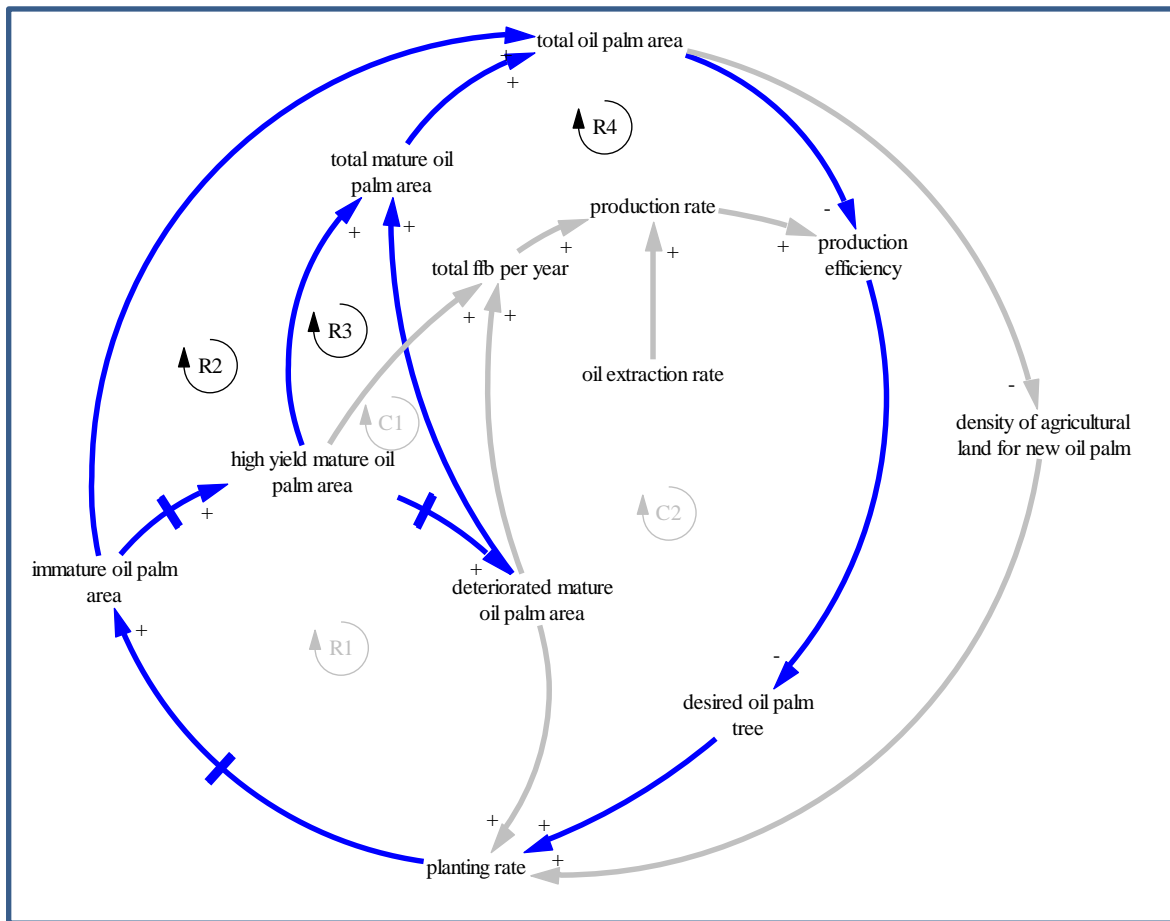 total oil palm area
+
+
R4
total mature oil
palm area
production rate
-
+
+
+
+
+
production
efficiency
total ffb per year
+
+
R3
R2
oil extraction rate
-
C1
density of agricultural
land for new oil palm
high yield mature oil
palm area
C2
+
+
immature oil palm
area
deteriorated mature
oil palm area
+
R1
-
desired oil palm
tree
+
+
+
planting rate